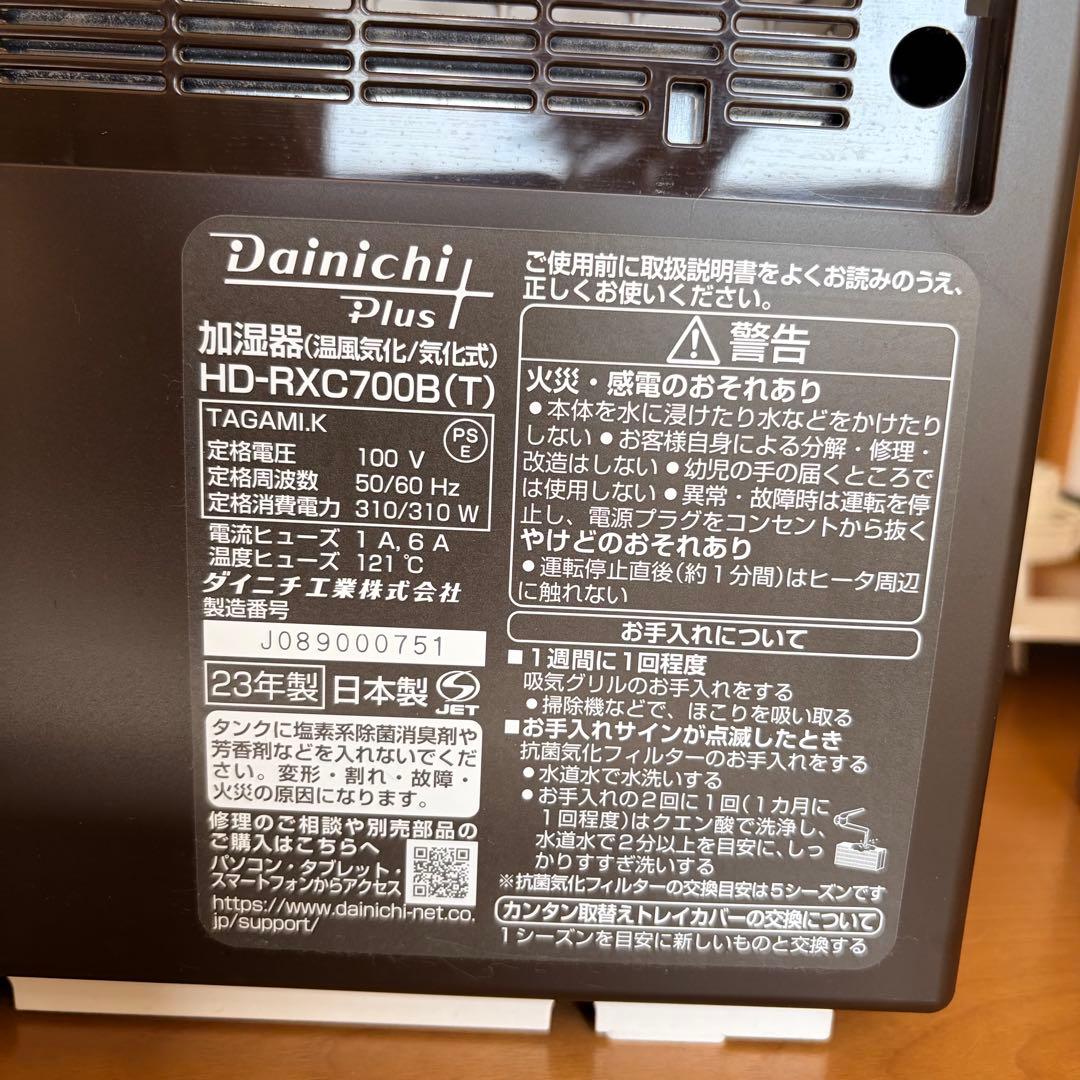 Dainichi
Plus
加湿器(温風気化/気化式)
HD-RXC700B(T)
TAGAMI.K
PS
E
定格電圧 100 V
定格周波数 50/60 Hz
定格消費電力 310/310 W
電流ヒューズ 1 A, 6 A
温度ヒューズ 121 ℃
ダイニチ工業株式会社
製造番号
J089000751
23年製 日本製 JET
タンクに塩素系除菌消臭剤や
芳香剤などを入れないでくだ
さい。変形・割れ・故障・
火災の原因になります。
修理のご相談や別売部品の
ご購入はこちらへ
パソコン・タブレット・
スマートフォンからアクセス
https://www.dainichi-net.co.
jp/support/
ご使用前に取扱説明書をよくお読みのうえ、
正しくお使いください。
警告
火災・感電のおそれあり
●本体を水に浸けたり水などをかけたり
しない●お客様自身による分解・修理・
改造はしない●幼児の手の届くところで
は使用しない●異常・故障時は運転を停
止し、電源プラグをコンセントから抜く
やけどのおそれあり
●運転停止直後(約1分間)はヒータ周辺
に触れない
お手入れについて
■1週間に1回程度
吸気グリルのお手入れをする
●掃除機などで、ほこりを吸い取る
■お手入れサインが点滅したとき
抗菌気化フィルターのお手入れをする
●水道水で水洗いする
●お手入れの2回に1回(1カ月に
1回程度)はクエン酸で洗浄し、
水道水で2分以上を目安に、しっ
かりすすぎ洗いする
※抗菌気化フィルターの交換目安は5シーズンです
カンタン取替えトレイカバーの交換について
1シーズンを目安に新しいものと交換する